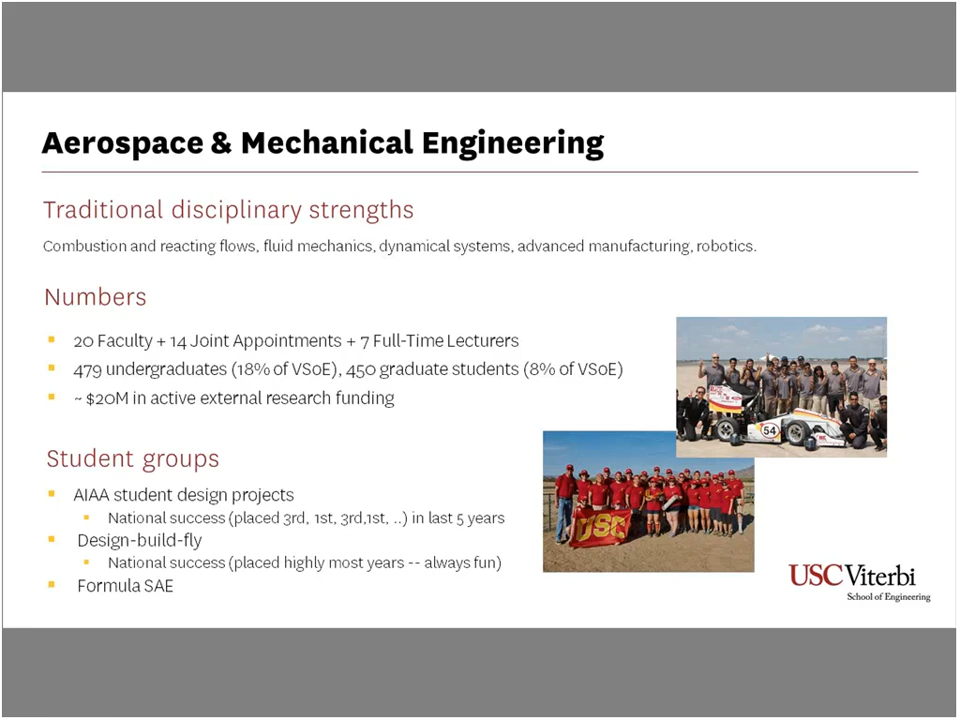 Aerospace & Mechanical Engineering
Traditional disciplinary strengths
Combustion and reacting flows, fluid mechanics, dynamical systems, advanced manufacturing, robotics.
Numbers
20 Faculty + 14 Joint Appointments + 7 Full-Time Lecturers
479 undergraduates (18% of VSoE), 450 graduate students (8% of VSoE)
~ $20M in active external research funding
Student groups
AIAA student design projects
National success (placed 3rd, 1st, 3rd,1st, ..) in last 5 years
Design-build-fly
National success (placed highly most years -- always fun)
Formula SAE
54
USC
USC Viterbi
School of Engineering